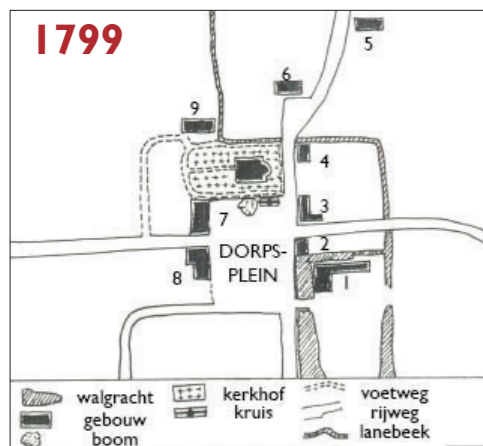 1799
5
6
9
4
3
7
DORPS-
PLEIN
2
8
1
walgracht
gebouw
boom
kerkhof
kruis
voetweg
rijweg
lanebeek